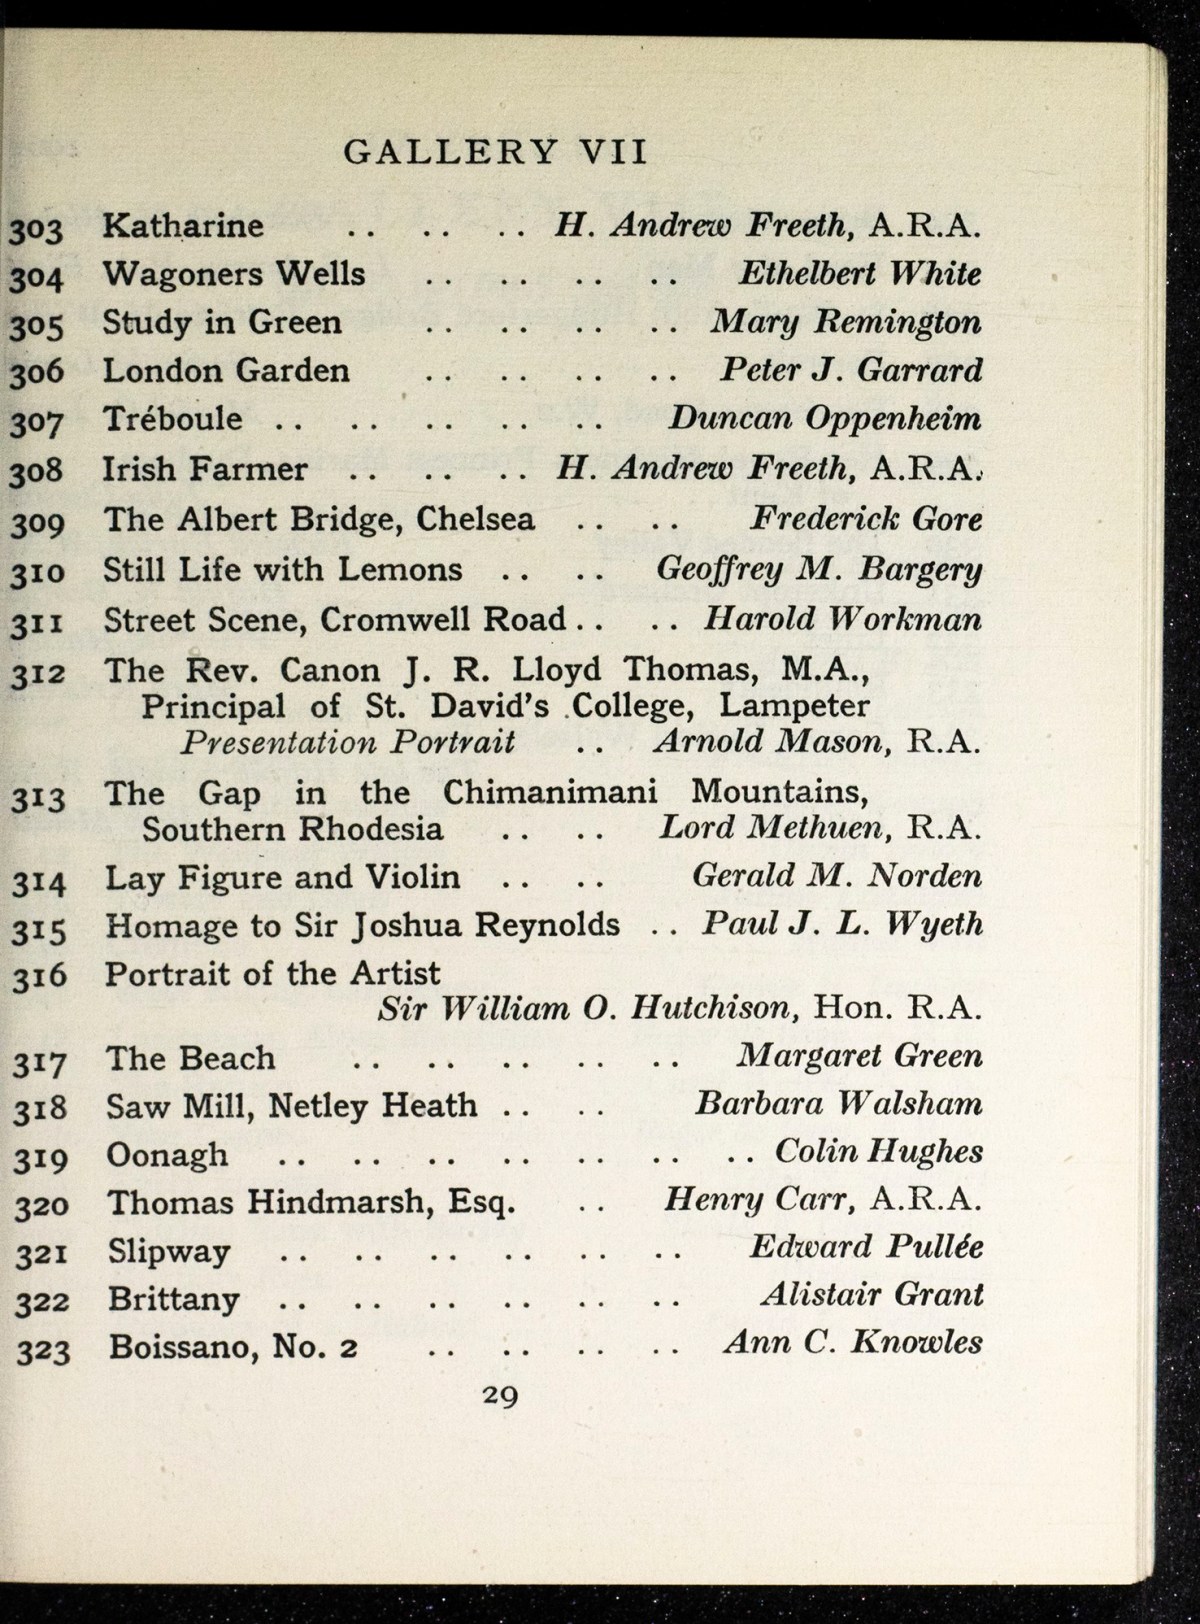 GALLERY VII
303 Katharine .. .. .. H. Andrew Freeth, A.R.A.
304 Wagoners Wells .. .. .. .. Ethelbert White
305 Study in Green .. .. .. .. Mary Remington
306 London Garden .. .. .. .. Peter J. Garrard
307 Tréboule .. .. .. .. .. Duncan Oppenheim
308 Irish Farmer .. .. .. H. Andrew Freeth, A.R.A.
309 The Albert Bridge, Chelsea .. .. Frederick Gore
310 Still Life with Lemons .. .. Geoffrey M. Bargery
311 Street Scene, Cromwell Road .. .. Harold Workman
312 The Rev. Canon J. R. Lloyd Thomas, M.A.,
Principal of St. David's College, Lampeter
Presentation Portrait .. Arnold Mason, R.A.
313 The Gap in the Chimanimani Mountains,
Southern Rhodesia .. .. Lord Methuen, R.A.
314 Lay Figure and Violin .. .. Gerald M. Norden
315 Homage to Sir Joshua Reynolds .. Paul J. L. Wyeth
316 Portrait of the Artist
Sir William O. Hutchison, Hon. R.A.
317 The Beach .. .. .. .. .. Margaret Green
318 Saw Mill, Netley Heath .. .. Barbara Walsham
319 Oonagh .. .. .. .. .. .. .. Colin Hughes
320 Thomas Hindmarsh, Esq. .. Henry Carr, A.R.A.
321 Slipway .. .. .. .. .. .. Edward Pullée
322 Brittany .. .. .. .. .. .. Alistair Grant
323 Boissano, No. 2 .. .. .. .. Ann C. Knowles
29